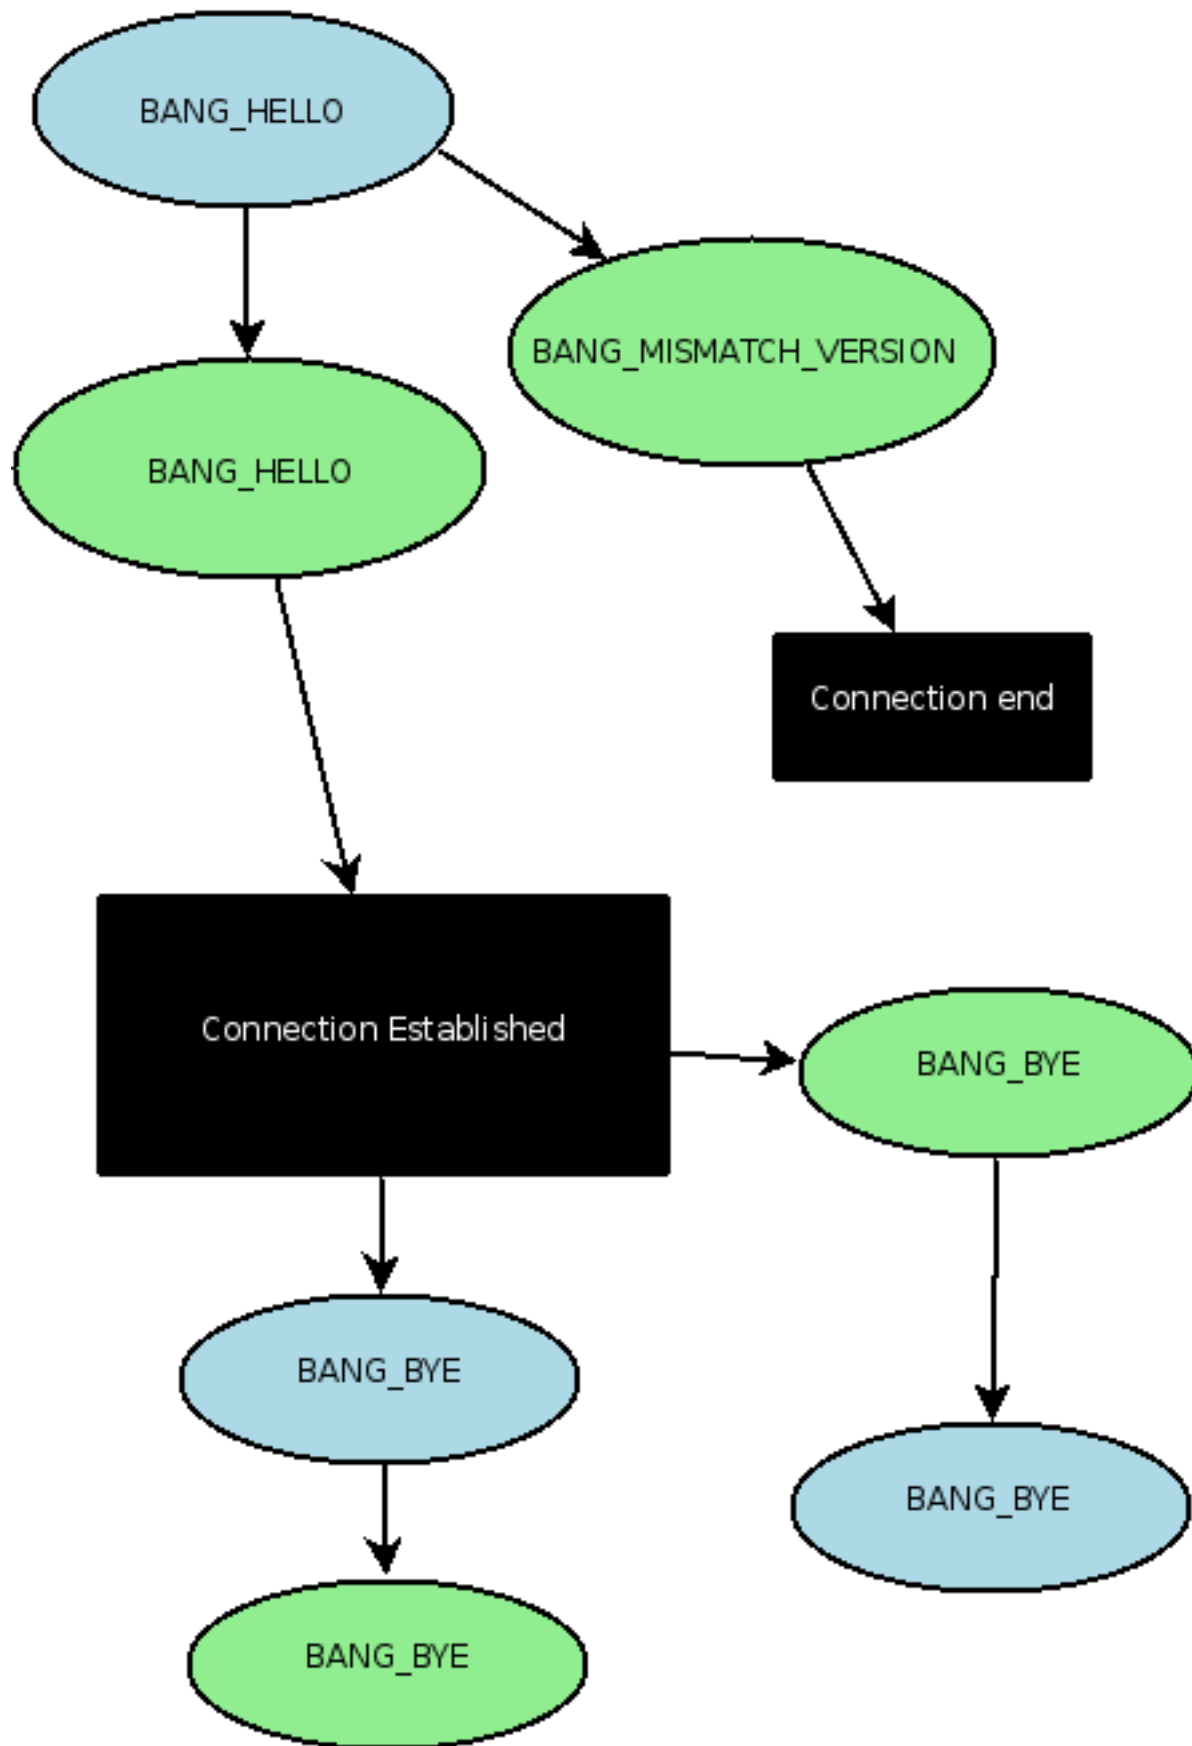 BANG_HELLO
BANG_MISMATCH_VERSION
BANG_HELLO
Connection end
Connection Established
BANG_BYE
BANG_BYE
BANG_BYE
BANG_BYE